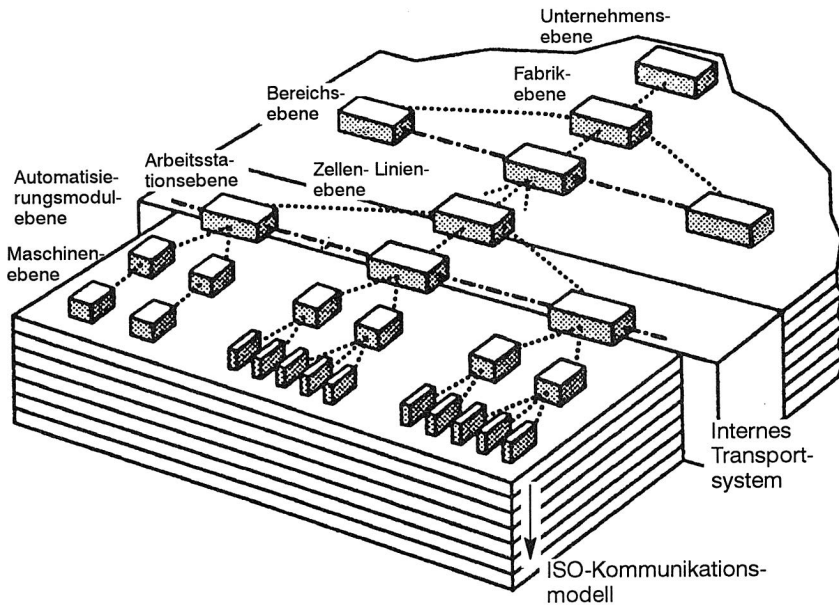 Unternehmens-
ebene
Fabrik-
ebene
Bereichs-
ebene
Arbeitssta-
tionsebene
Zellen- Linien-
ebene
Automatisie-
rungsmodul-
ebene
Maschinen-
ebene
Internes
Transport-
system
ISO-Kommunikations-
modell